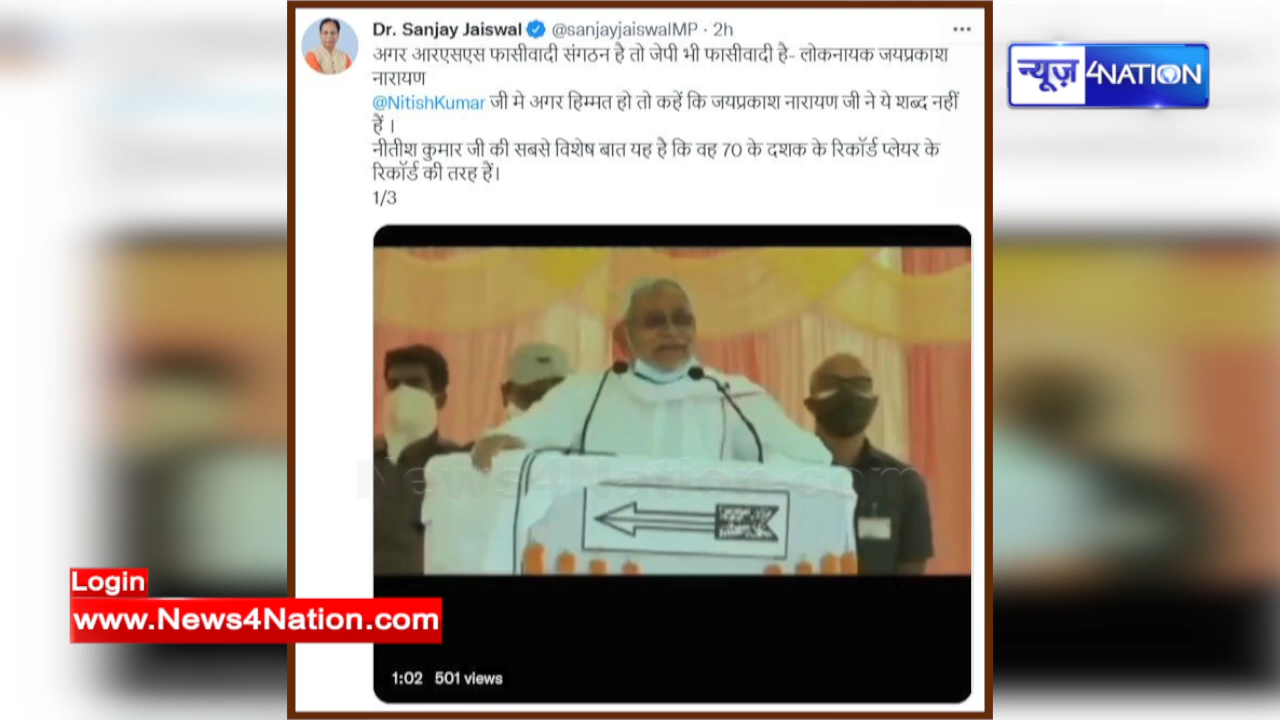 Dr. Sanjay Jaiswal @sanjayjaiswalMP · 2h
अगर आरएसएस फासीवादी संगठन है तो जेपी भी फासीवादी है- लोकनायक जयप्रकाश
नारायण
@NitishKumar जी मे अगर हिम्मत हो तो कहें कि जयप्रकाश नारायण जी ने ये शब्द नहीं
हैं ।
नीतीश कुमार जी की सबसे विशेष बात यह है कि वह 70 के दशक के रिकॉर्ड प्लेयर के
रिकॉर्ड की तरह हैं।
1/3
न्यूज़ 4NATION
News4Nation.com
Login
www.News4Nation.com
1:02 501 views